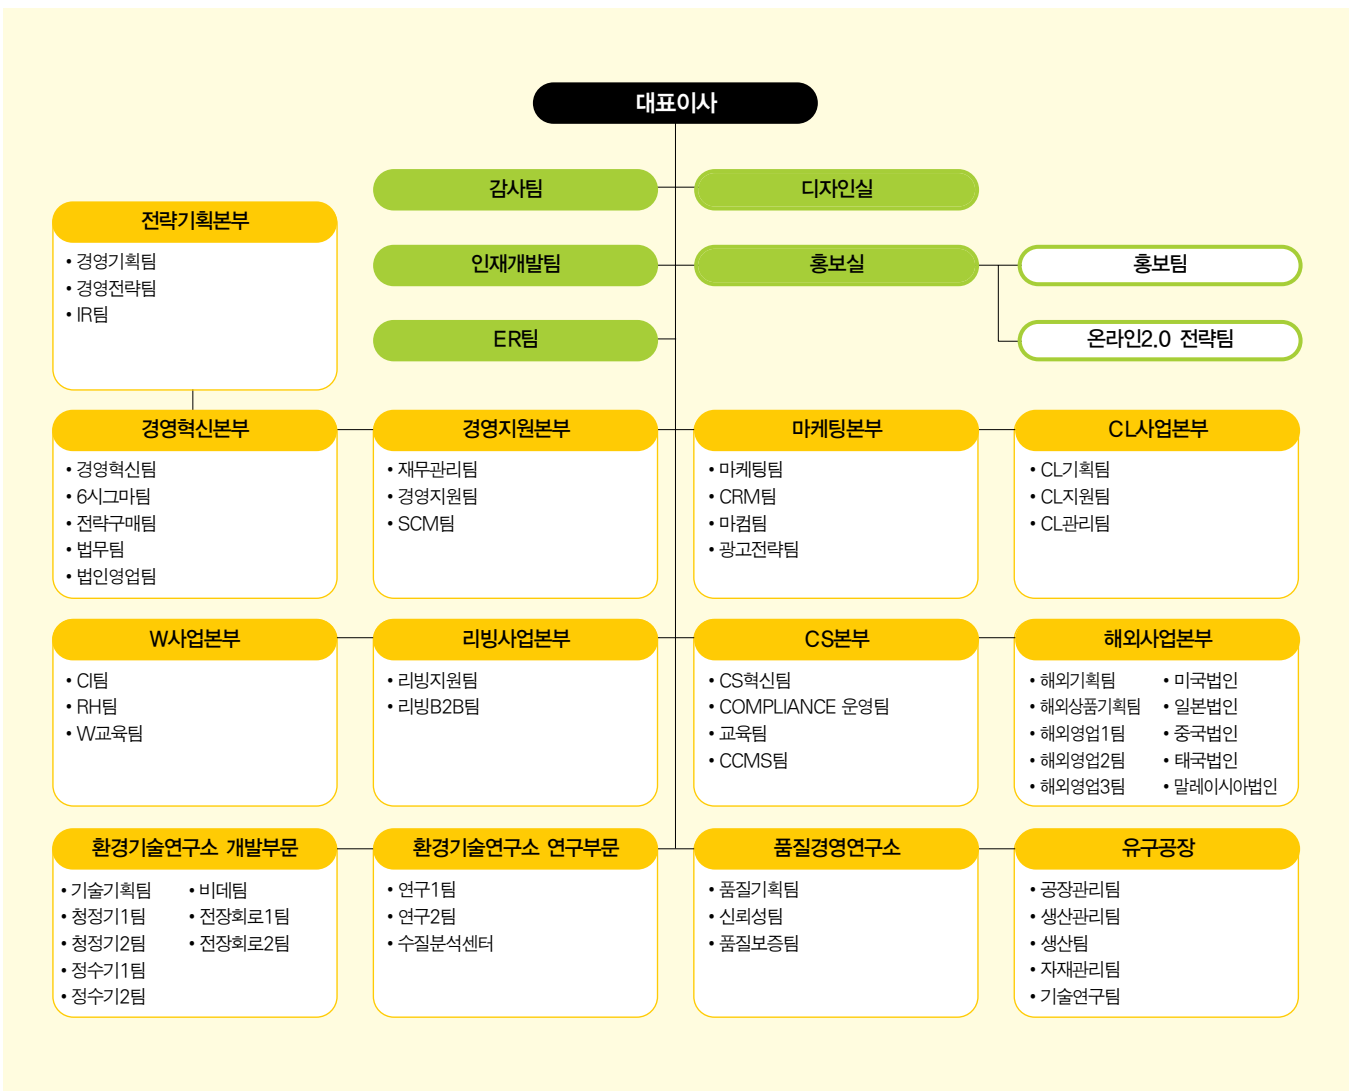 대표이사
감사팀
디자인실
인재개발팀
홍보실
홍보팀
ER팀
온라인2.0 전략팀
전략기획본부
• 경영기획팀
• 경영전략팀
• IR팀
경영혁신본부
• 경영혁신팀
• 6시그마팀
• 전략구매팀
• 법무팀
• 법인영업팀
경영지원본부
• 재무관리팀
• 경영지원팀
• SCM팀
마케팅본부
• 마케팅팀
• CRM팀
• 마컴팀
• 광고전략팀
CL사업본부
• CL기획팀
• CL지원팀
• CL관리팀
W사업본부
• CI팀
• RH팀
• W교육팀
리빙사업본부
• 리빙지원팀
• 리빙B2B팀
CS본부
• CS혁신팀
• COMPLIANCE 운영팀
• 교육팀
• CCMS팀
해외사업본부
• 해외기획팀
• 해외상품기획팀
• 해외영업1팀
• 해외영업2팀
• 해외영업3팀
• 미국법인
• 일본법인
• 중국법인
• 태국법인
• 말레이시아법인
환경기술연구소 개발부문
• 기술기획팀
• 청정기1팀
• 청정기2팀
• 정수기1팀
• 정수기2팀
• 비데팀
• 전장회로1팀
• 전장회로2팀
환경기술연구소 연구부문
• 연구1팀
• 연구2팀
• 수질분석센터
품질경영연구소
• 품질기획팀
• 신뢰성팀
• 품질보증팀
유구공장
• 공장관리팀
• 생산관리팀
• 생산팀
• 자재관리팀
• 기술연구팀